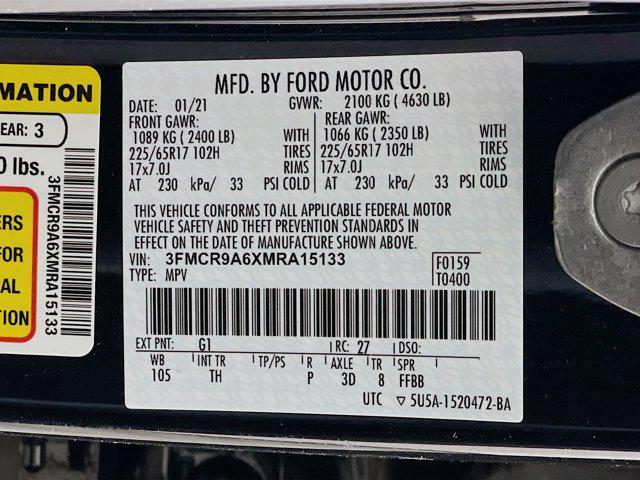 MFD. BY FORD MOTOR CO.
DATE: 01/21 GVWR: 2100 KG ( 4630 LB)
FRONT GAWR: REAR GAWR:
1089 KG ( 2400 LB) WITH 1066 KG ( 2350 LB) WITH
225/65R17 102H TIRES 225/65R17 102H TIRES
17x7.0J RIMS 17x7.0J RIMS
AT 230 kPa/ 33 PSI COLD AT 230 kPa/ 33 PSI COLD
THIS VEHICLE CONFORMS TO ALL APPLICABLE FEDERAL MOTOR
VEHICLE SAFETY AND THEFT PREVENTION STANDARDS IN
EFFECT ON THE DATE OF MANUFACTURE SHOWN ABOVE.
VIN: 3FMCR9A6XMRA15133
TYPE: MPV
F0159
T0400
EXT PNT: G1 RC: 27 DSO:
WB INT TR TP/PS R AXLE TR SPR
105 TH P 3D 8 FFBB
UTC ▽ 5U5A-1520472-BA
MATION
EAR: 3
0 lbs.
ERS
FOR
AL
TION
3FMCR9A6XMRA15133